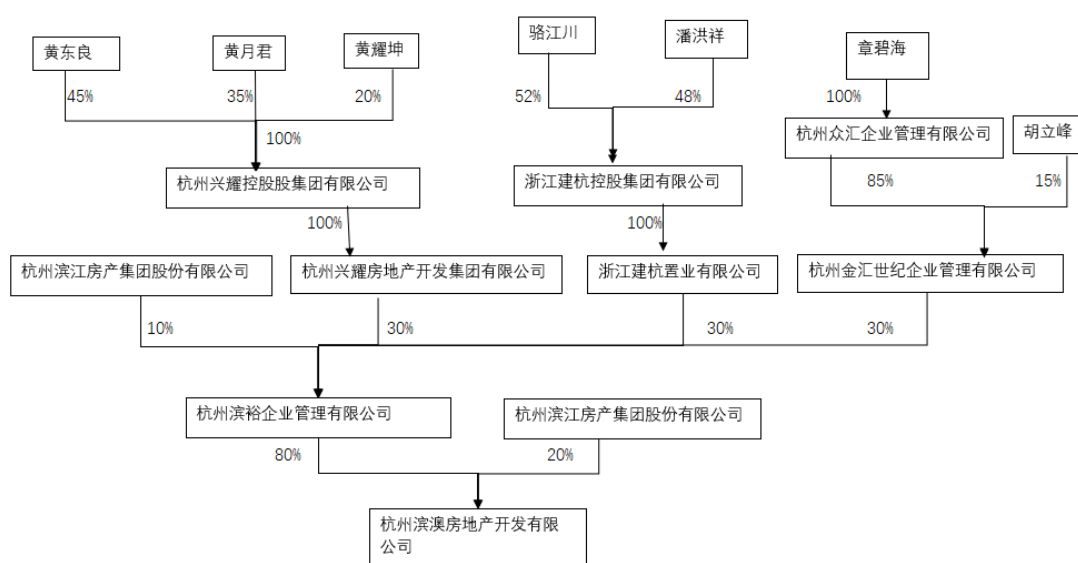 黄东良
黄月君
黄耀坤
骆江川
潘洪祥
章碧海
45%
35%
20%
52%
48%
100%
100%
杭州众汇企业管理有限公司
胡立峰
杭州兴耀控股股集团有限公司
浙江建杭控股集团有限公司
85%
15%
100%
100%
杭州滨江房产集团股份有限公司
杭州兴耀房地产开发集团有限公司
浙江建杭置业有限公司
杭州金汇世纪企业管理有限公司
10%
30%
30%
30%
杭州滨裕企业管理有限公司
杭州滨江房产集团股份有限公司
80%
20%
杭州滨澳房地产开发有限
公司